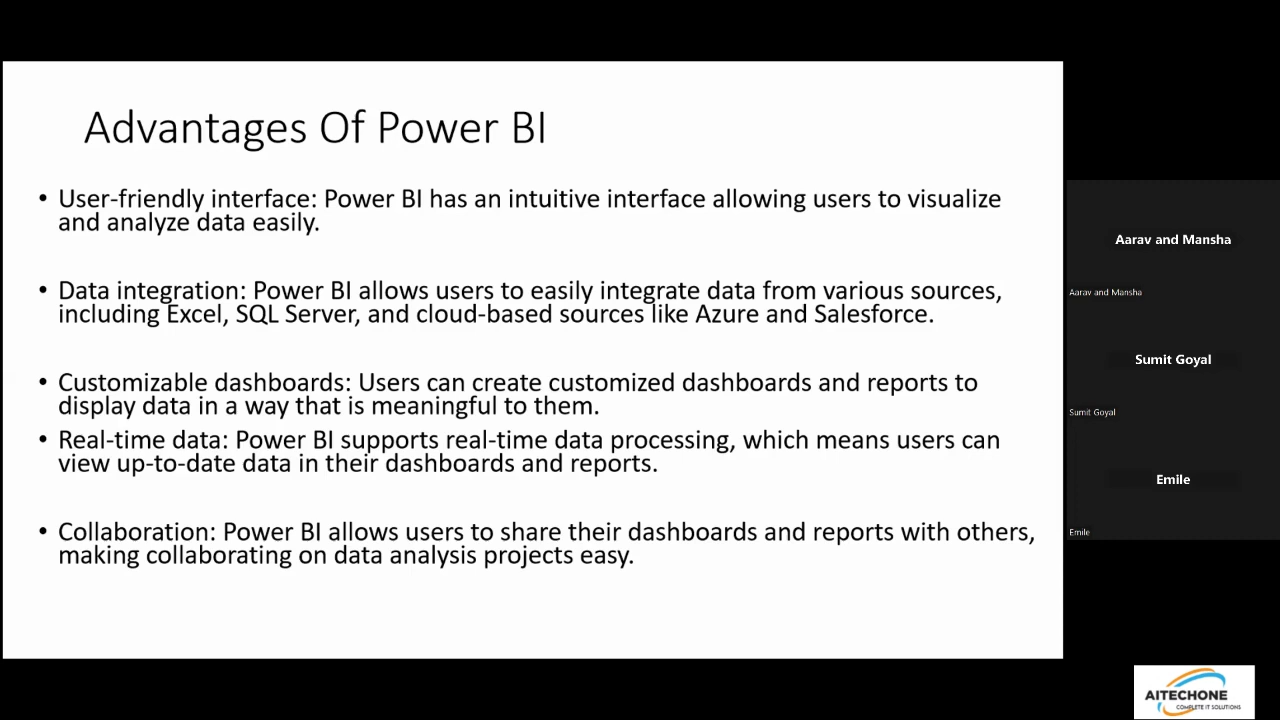 Advantages Of Power BI
• User-friendly interface: Power BI has an intuitive interface allowing users to visualize
and analyze data easily.
• Data integration: Power BI allows users to easily integrate data from various sources,
including Excel, SQL Server, and cloud-based sources like Azure and Salesforce.
• Customizable dashboards: Users can create customized dashboards and reports to
display data in a way that is meaningful to them.
• Real-time data: Power BI supports real-time data processing, which means users can
view up-to-date data in their dashboards and reports.
• Collaboration: Power BI allows users to share their dashboards and reports with others,
making collaborating on data analysis projects easy.
Aarav and Mansha
Aarav and Mansha
Sumit Goyal
Sumit Goyal
Emile
Emile
AITECHONE
COMPLETE IT SOLUTIONS